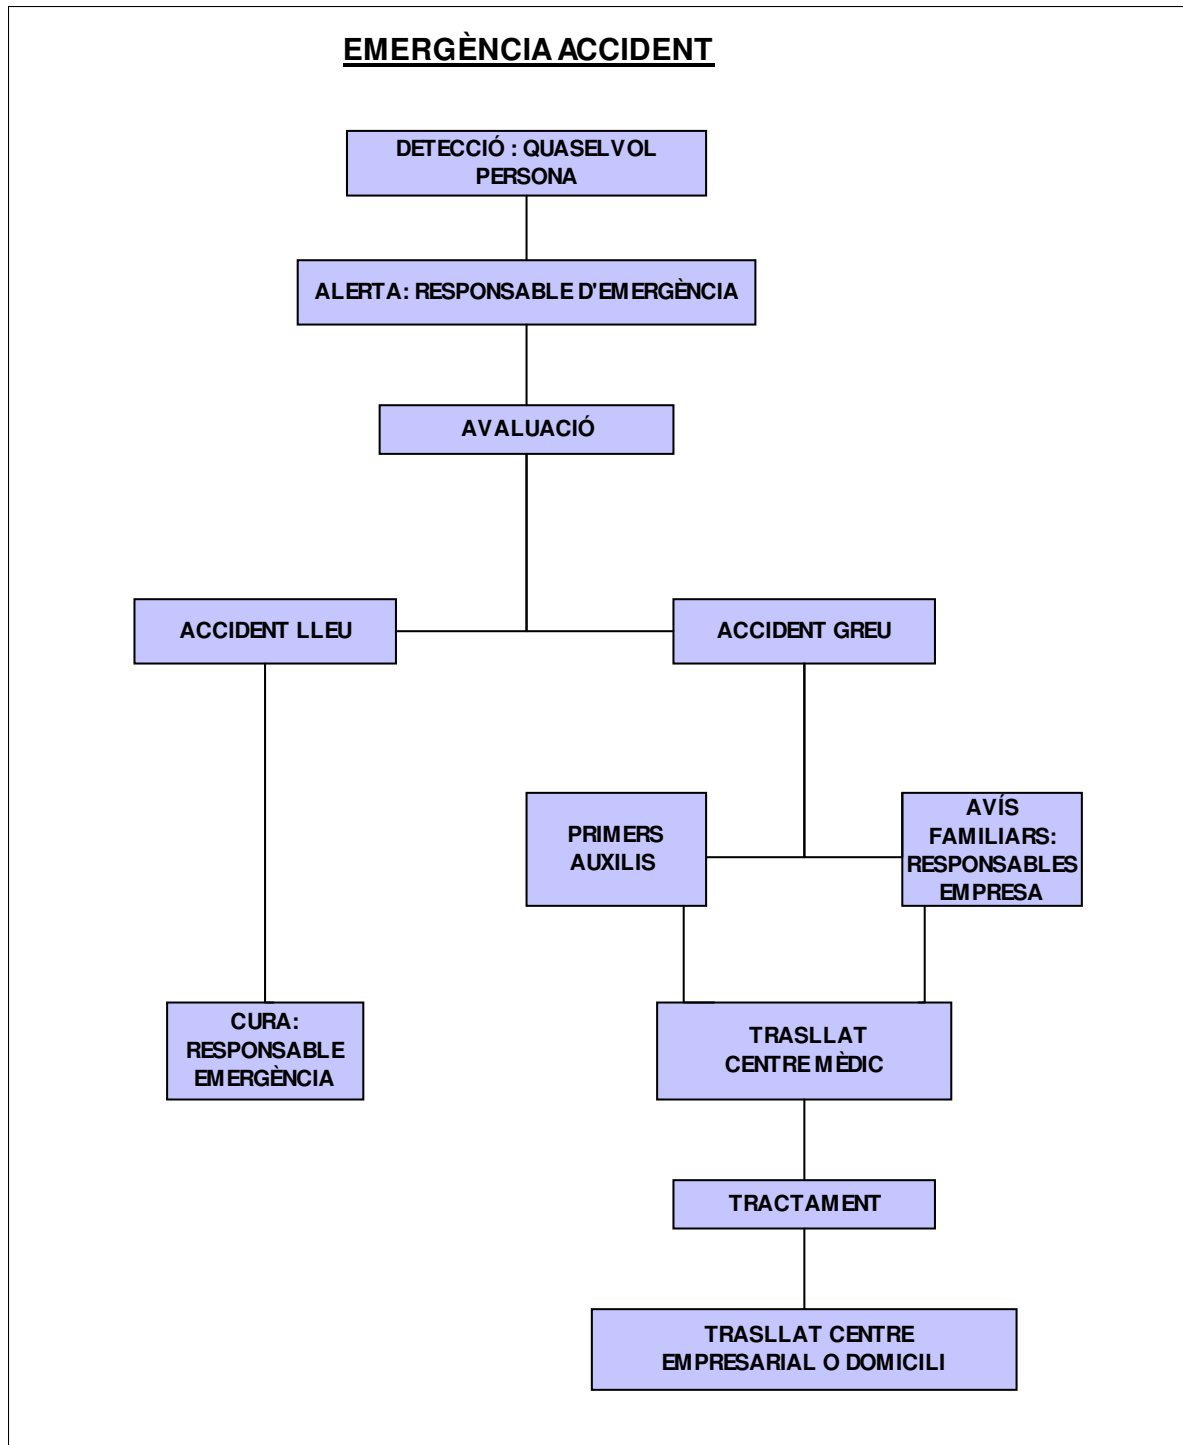 EMERGÈNCIA ACCIDENT
DETECCIÓ : QUASELVOL
PERSONA
ALERTA: RESPONSABLE D'EMERGÈNCIA
AVALUACIÓ
ACCIDENT LLEU
ACCIDENT GREU
PRIMERS
AUXILIS
AVÍS
FAMILIARS:
RESPONSABLES
EMPRESA
CURA:
RESPONSABLE
EMERGÈNCIA
TRASLLAT
CENTRE MÈDIC
TRACTAMENT
TRASLLAT CENTRE
EMPRESARIAL O DOMICILI